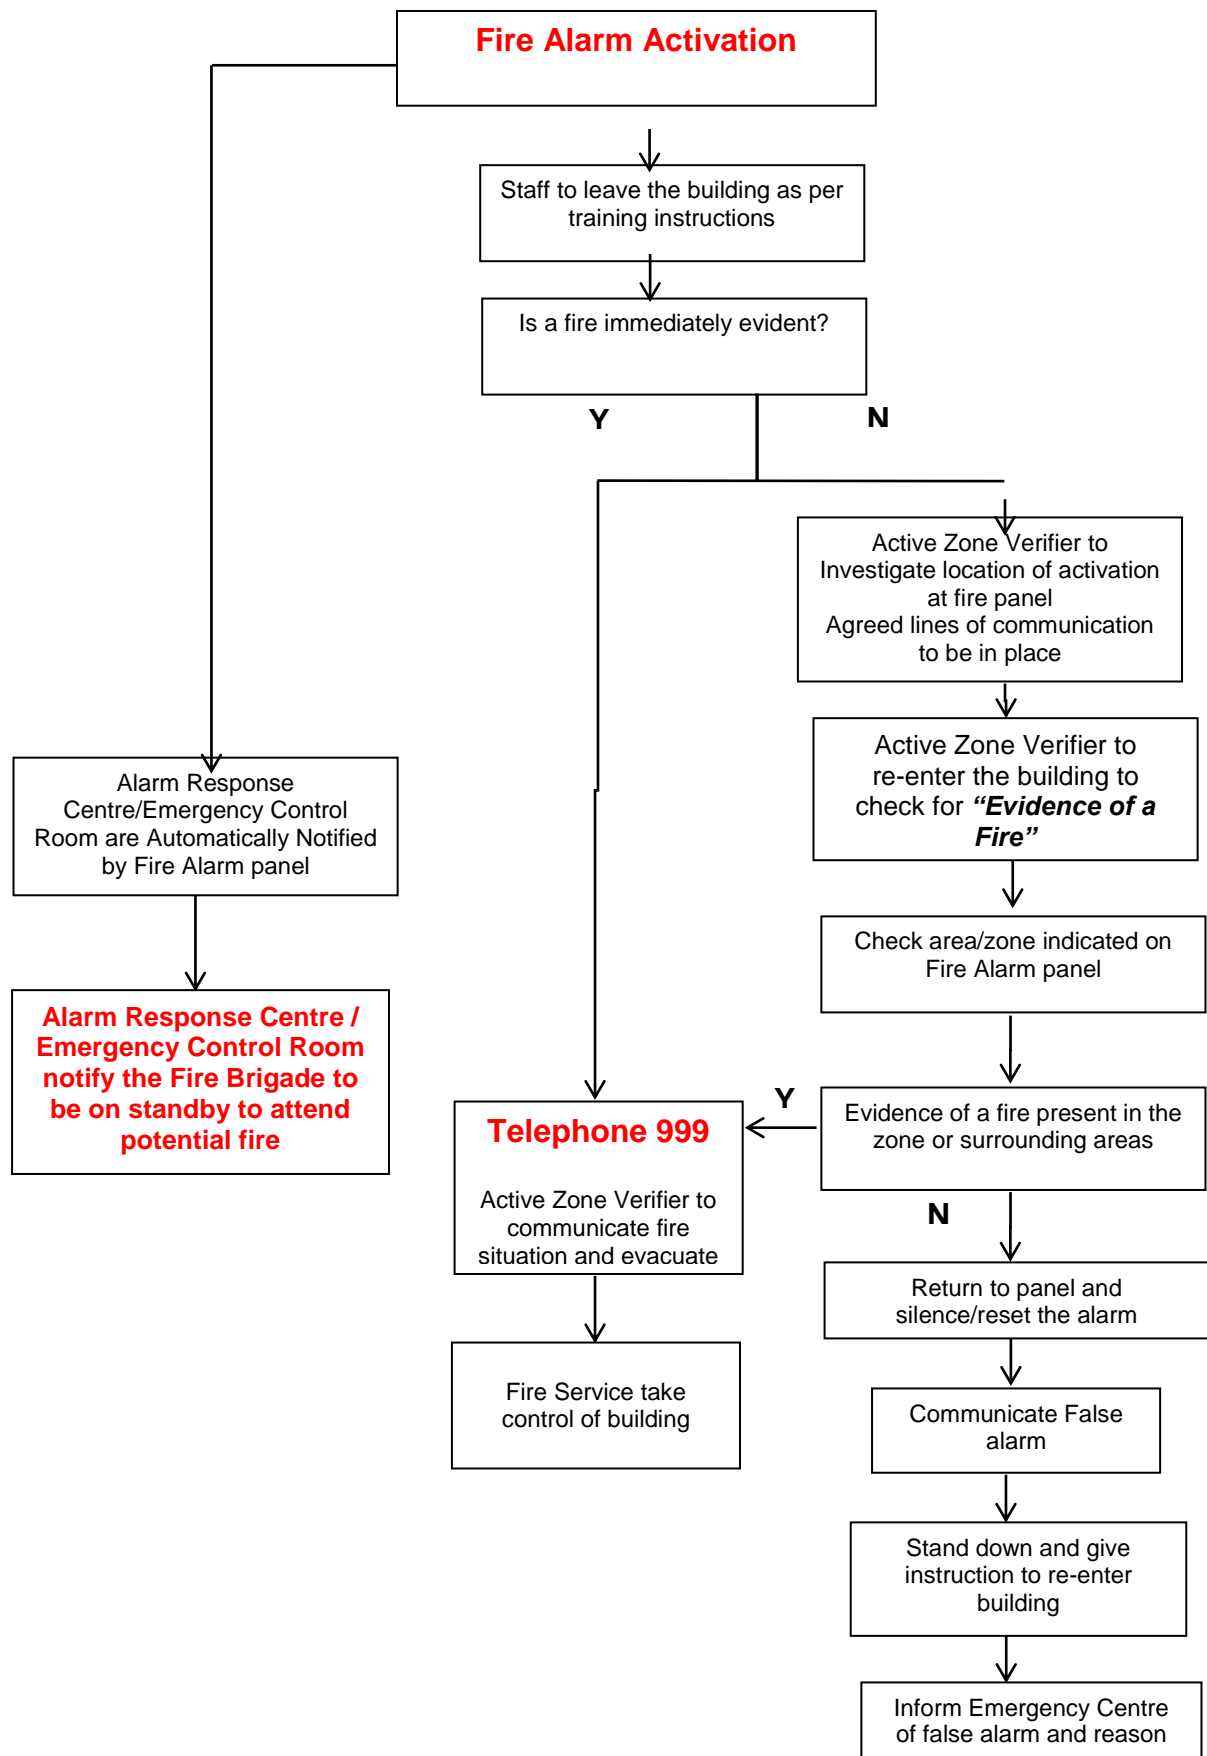 Fire Alarm Activation
Staff to leave the building as per
training instructions
Is a fire immediately evident?
Y
N
Active Zone Verifier to
Investigate location of activation
at fire panel
Agreed lines of communication
to be in place
Active Zone Verifier to
re-enter the building to
check for “Evidence of a
Fire”
Alarm Response
Centre/Emergency Control
Room are Automatically Notified
by Fire Alarm panel
Check area/zone indicated on
Fire Alarm panel
Alarm Response Centre /
Emergency Control Room
notify the Fire Brigade to
be on standby to attend
potential fire
Y
Evidence of a fire present in the
zone or surrounding areas
Telephone 999
Active Zone Verifier to
communicate fire
situation and evacuate
N
Return to panel and
silence/reset the alarm
Fire Service take
control of building
Communicate False
alarm
Stand down and give
instruction to re-enter
building
Inform Emergency Centre
of false alarm and reason